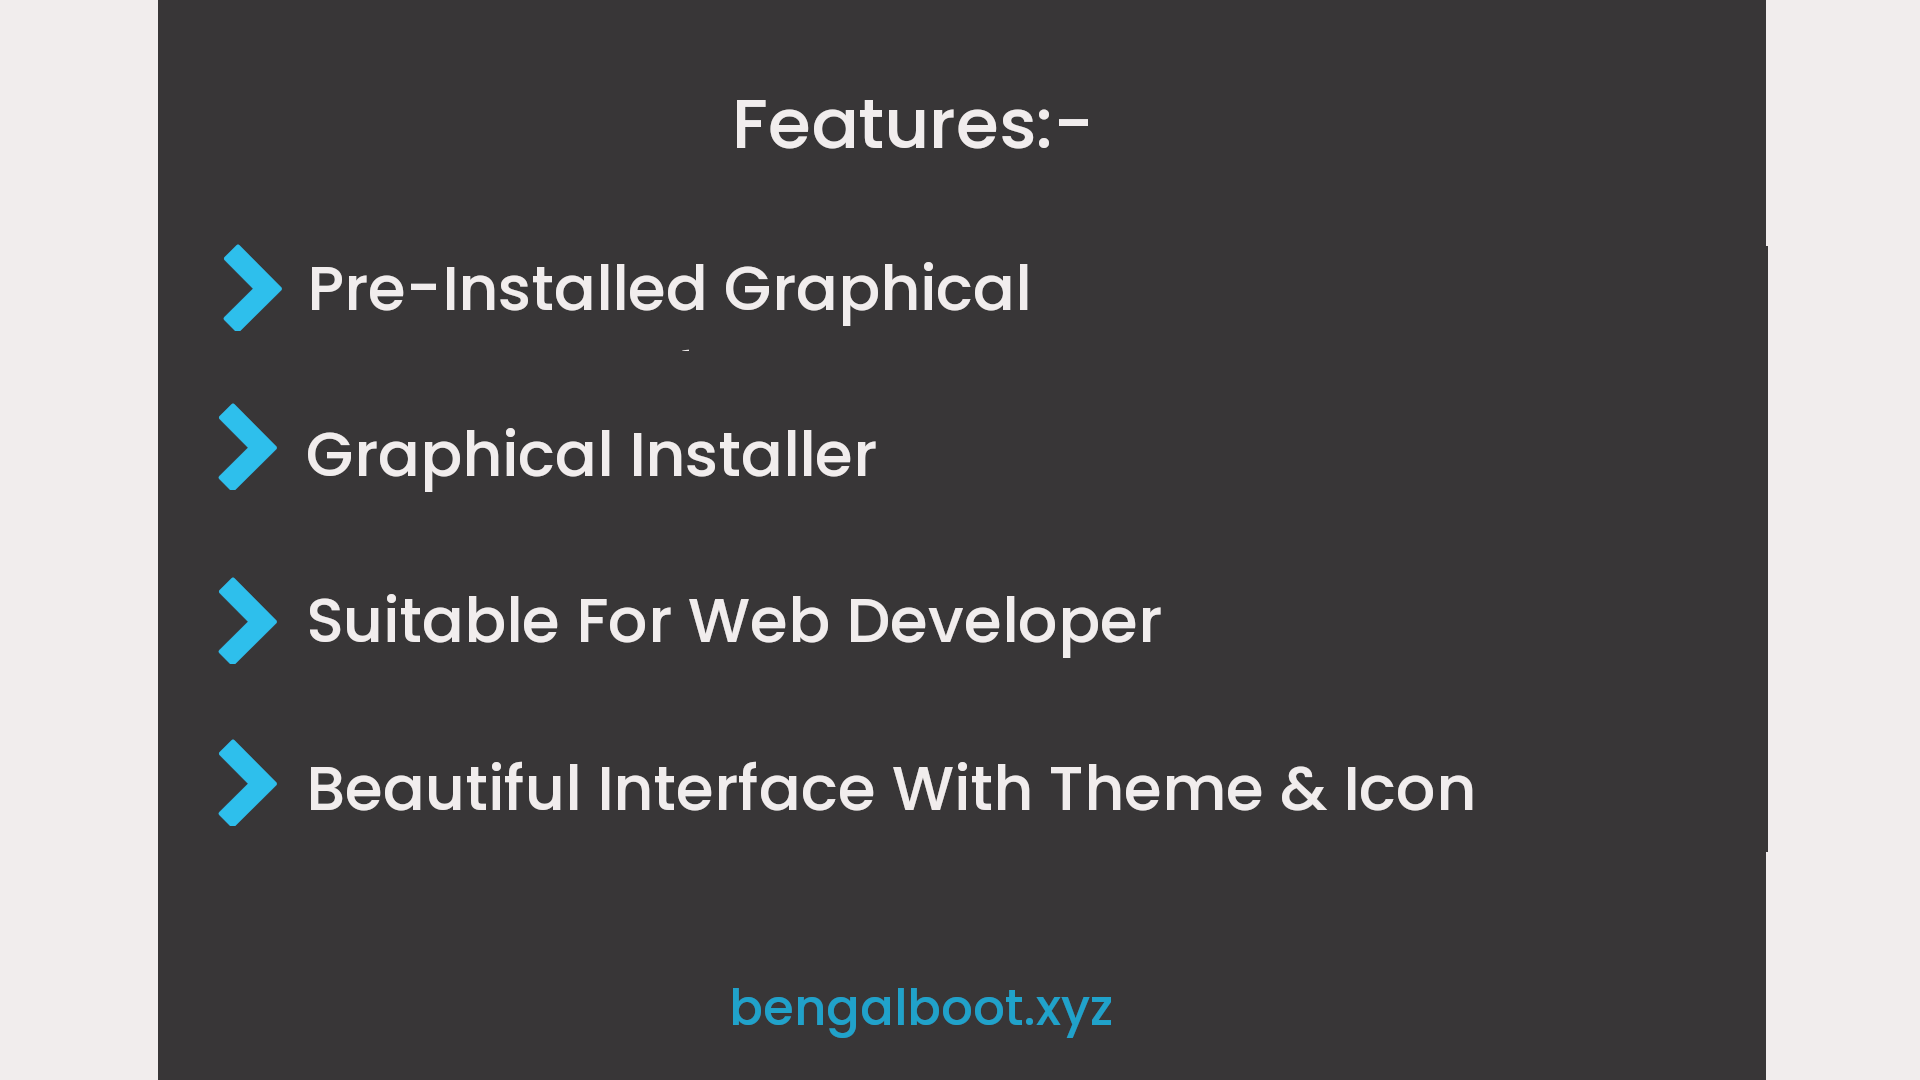 Features:-
Pre-Installed Graphical
Graphical Installer
Suitable For Web Developer
Beautiful Interface With Theme & Icon
bengalboot.xyz